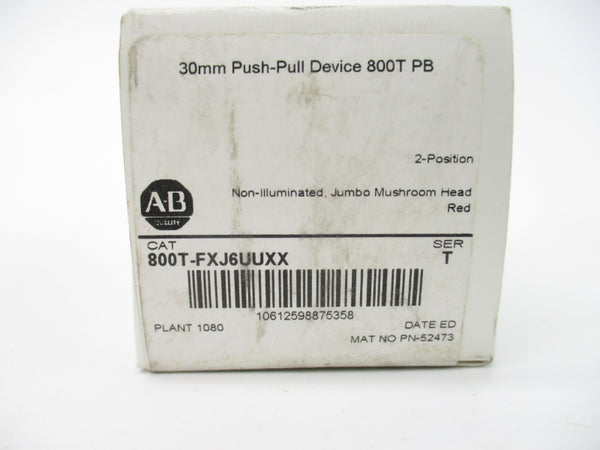 30mm Push-Pull Device 800T PB
2-Position
Non-Illuminated, Jumbo Mushroom Head
Red
A-B
QUALITY
CAT
SER
800T-FXJ6UUXX
T
10612598875358
PLANT 1080
DATE ED
MAT NO PN-52473